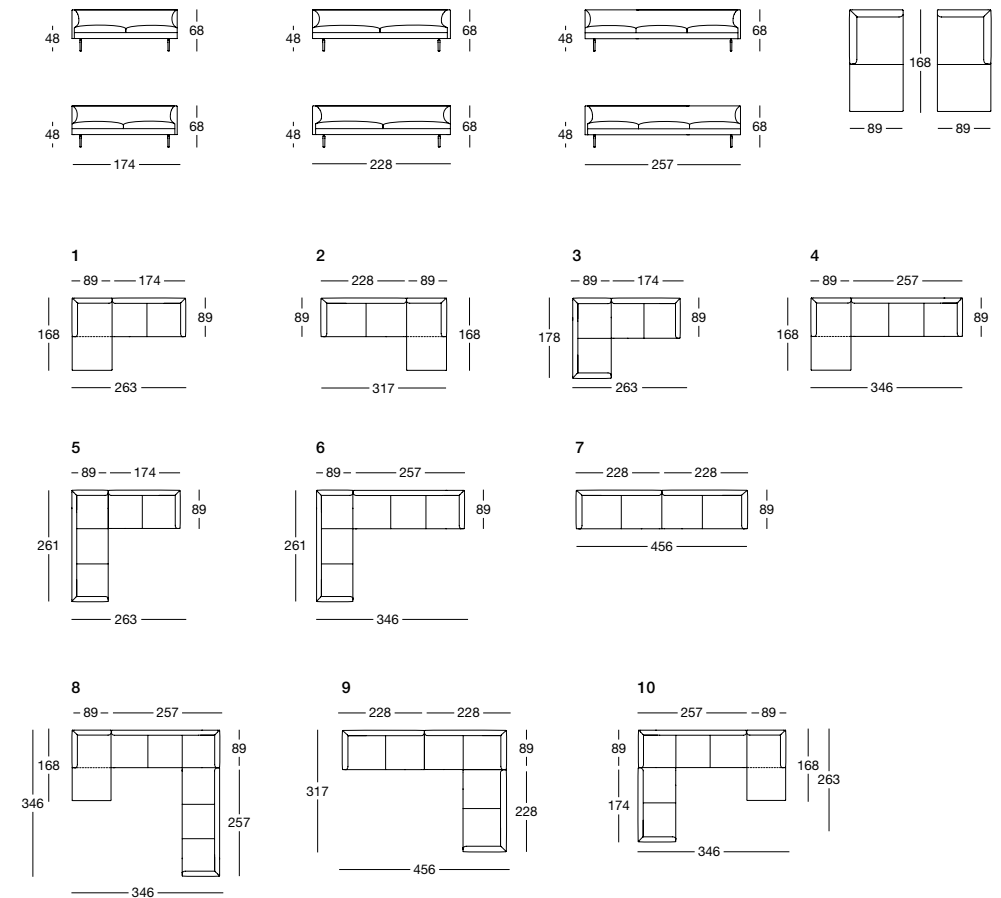 48 68 48 68 48 68
168
48 68 48 68 48 68 89 89
174 228 257
1 2 3 4
89 174 228 89 89 174 89 257
168 89 89 168 178 89 168 89
263 317 263 346
5 6 7
89 174 89 257 228 228
261 89 261 89 89
456
263 346
8 9 10
89 257 228 228 257 89
346 168 89 317 89 89 168 263
257 228 174
346 456 346